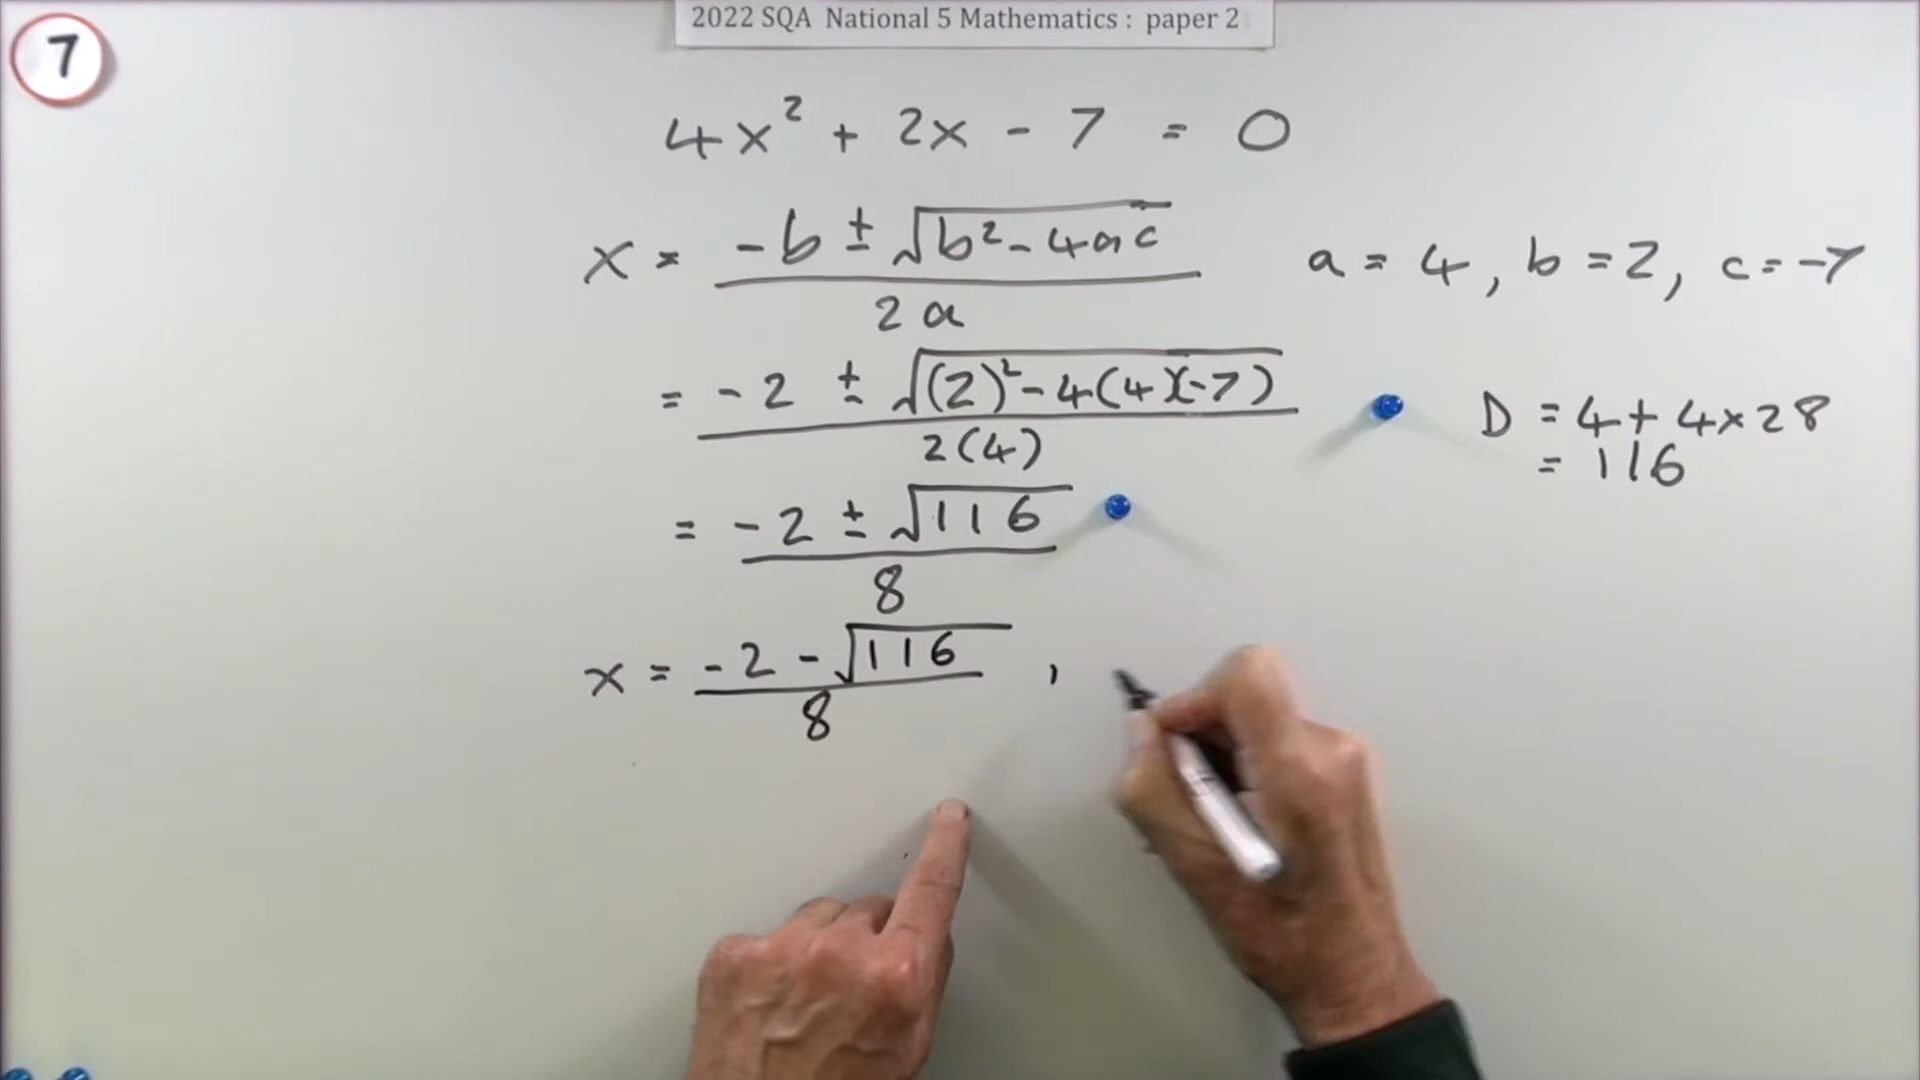 2022 SQA National 5 Mathematics : paper 2
7
4x² + 2x - 7 = 0
x = (-b ± √(b² - 4ac)) / 2a
a = 4, b = 2, c = -7
= (-2 ± √((2)² - 4(4)(-7))) / 2(4)
D = 4 + 4 × 28
= 116
= (-2 ± √116) / 8
x = (-2 - √116) / 8 ,